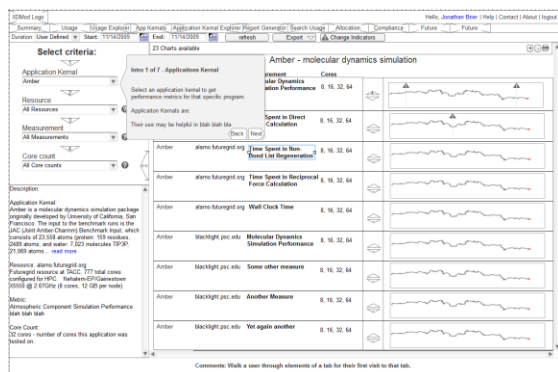 XDMod Logo
Hello, Jonathan Brier | Help | Contact | About | logout
Summary Usage Usage Explorer App Kernels Application Kernel Explorer Report Generator Search Usage Allocation Compliance Future Future
Duration User Defined Start: 11/14/2009 End: 11/14/2009 refresh Export Change Indicators
Select criteria:
Application Kernal
Amber
Resource
All Resources
Measurement
All Measurements
Core count
All Core counts
Description:
Application Kernel:
Amber is a molecular dynamics simulation package
originally developed by University of California, San
Francisco. The input to the benchmark runs is the
JAC (Joint Amber-Charmm) Benchmark input, which
consists of 23,558 atoms (protein: 159 residues,
2489 atoms, and water: 7,023 molecules TIP3P,
21,069 atoms... read more
Resource: alamo.futuregrid.org
Futuregrid resource at TACC. 777 total cores
configured for HPC. Nehalem-EP/Gainestown
X5550 @ 2.67GHz (8 cores, 12 GB per node)
Metric:
Atmospheric Component Simulation Performance
blah blah blah
Core Count:
32 cores - number of cores this application was
tested on.
23 Charts available
Amber - molecular dynamics simulation
Intro 1 of 7 - Applications Kernal
Select an application kernal to get
performance metrics for that specific program.
Application Kernals are:
Their use may be helpful in blah blah bla
Back Next
Cores
8, 16, 32, 64
8, 16, 32, 64
Amber alamo.futuregrid.org Time Spent in Non-
Bond List Regeneration 8, 16, 32, 64
Amber alamo.futuregrid.org Time Spent in Reciprocal
Force Calculation 8, 16, 32, 64
Amber alamo.futuregrid.org Wall Clock Time 8, 16, 32, 64
Amber blacklight.psc.edu Molecular Dynamics
Simulation Performance 8, 16, 32, 64
Amber blacklight.psc.edu Some other measure 8, 16, 32, 64
Amber blacklight.psc.edu Another Measure 8, 16, 32, 64
Amber blacklight.psc.edu Yet again another 8, 16, 32, 64
Comments: Walk a user through elements of a tab for their first visit to that tab.